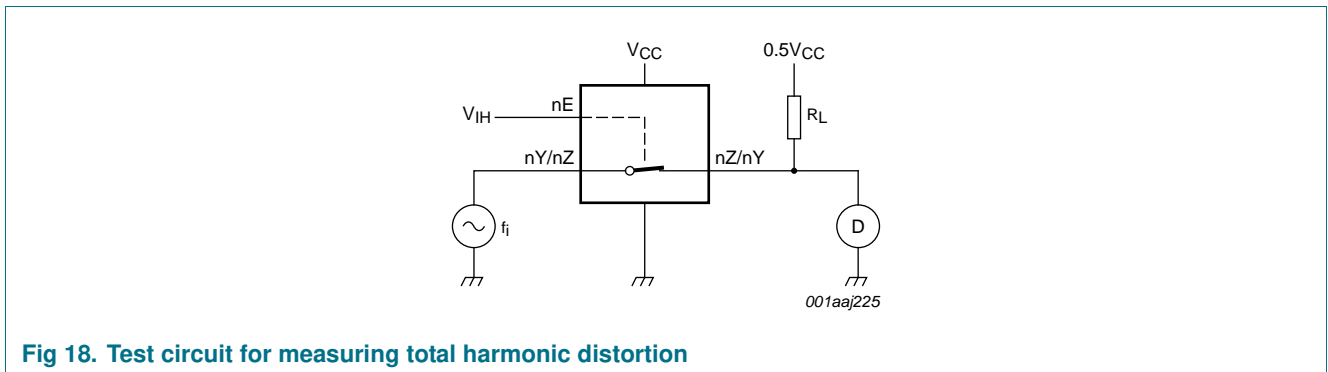 VCC
0.5VCC
nE
VIH
RL
nY/nZ
nZ/nY
fi
D
001aaj225
Fig 18. Test circuit for measuring total harmonic distortion